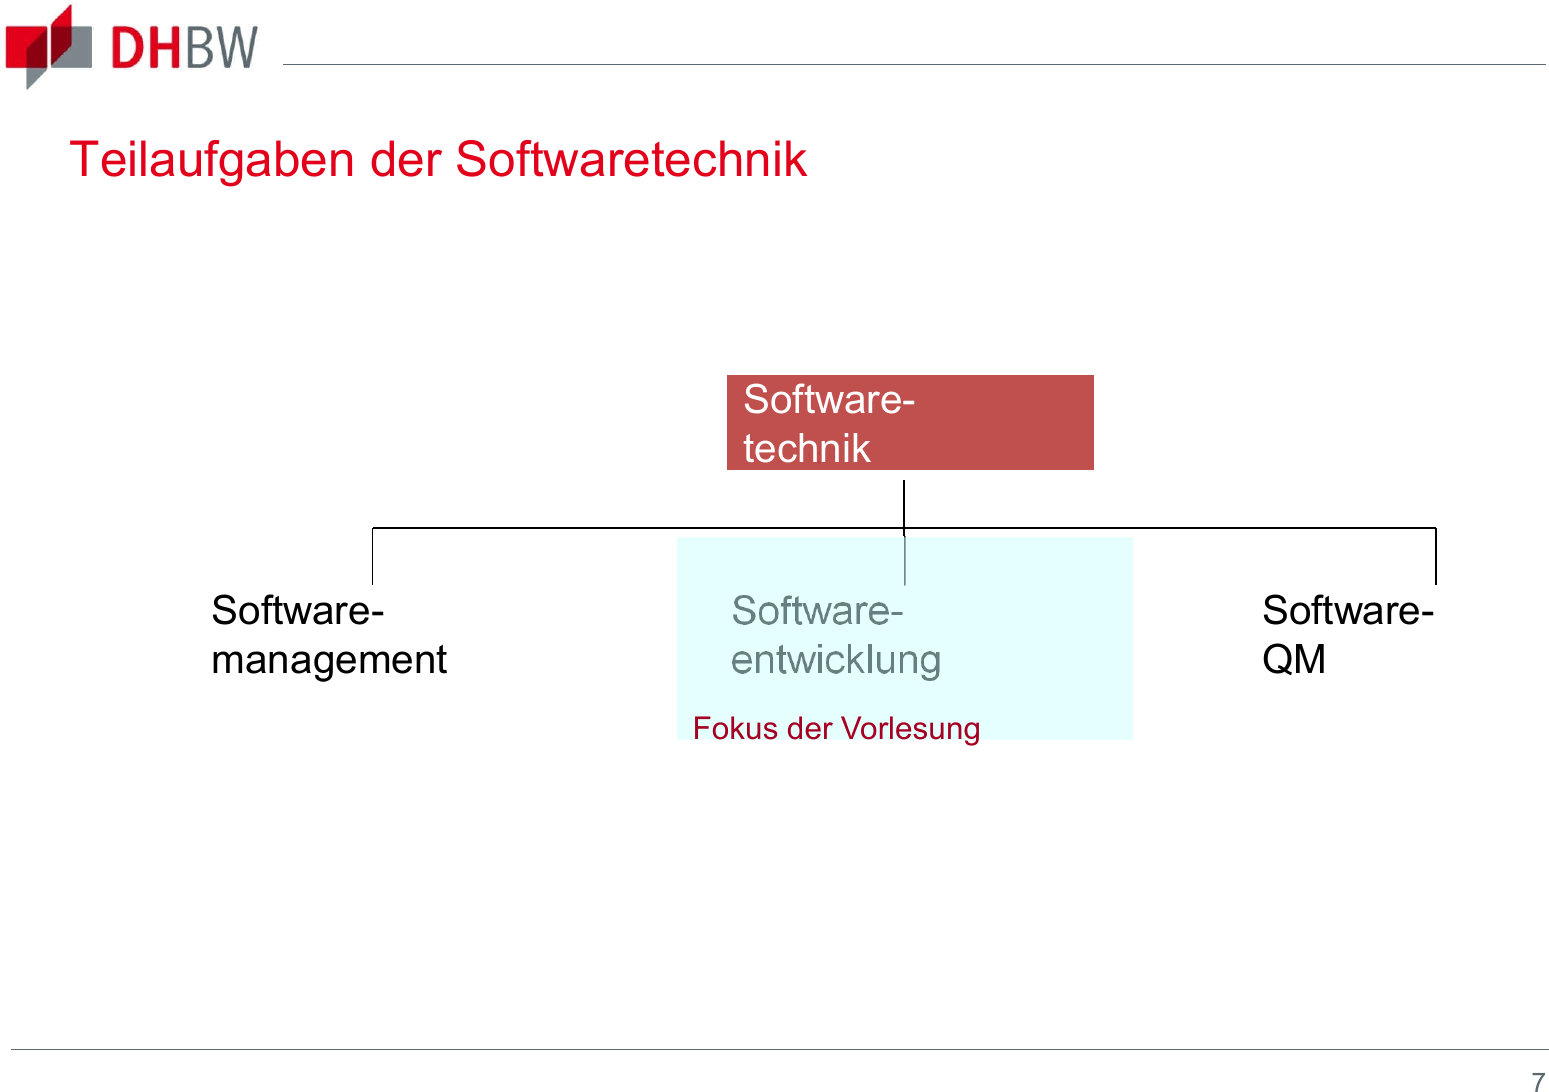 DHBW
Teilaufgaben der Softwaretechnik
Software-
technik
Software-
management
Software-
entwicklung
Fokus der Vorlesung
Software-
QM
7